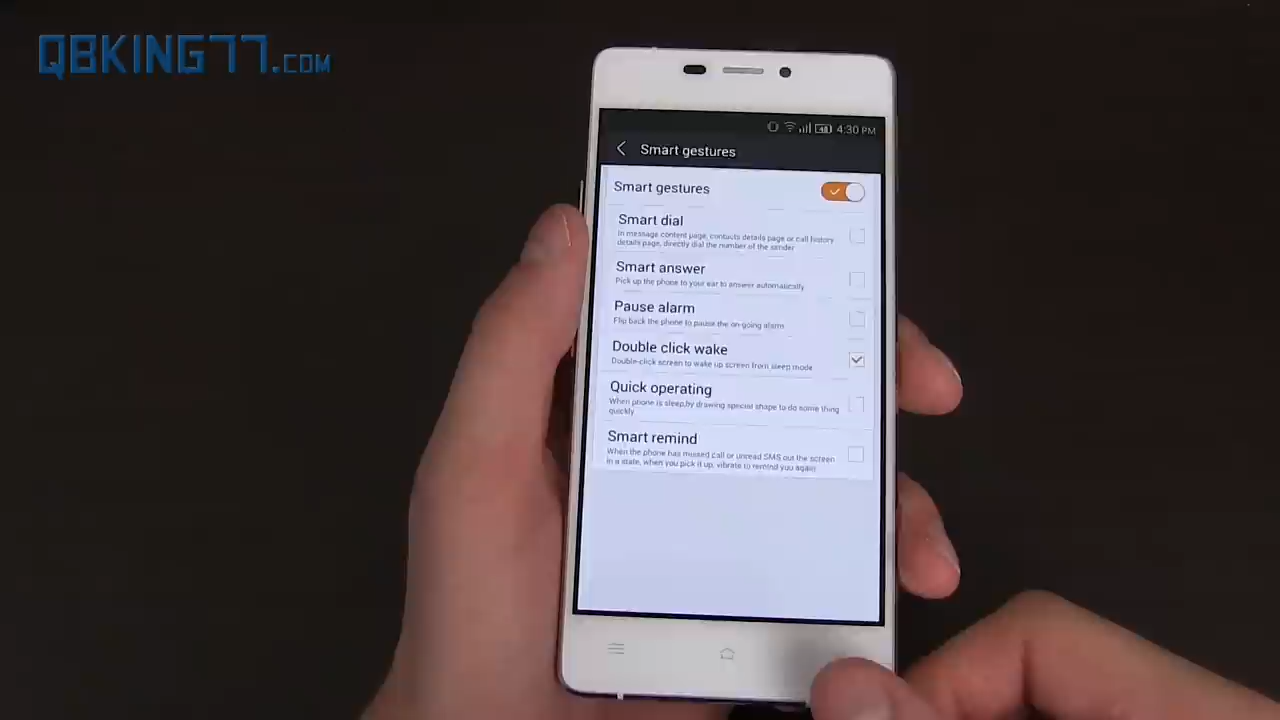 QBKING77.COM
4:30 PM
Smart gestures
Smart gestures
Smart dial
In message content page, contacts details page or call history
details page, directly dial the number of the sender
Smart answer
Pick up the phone to your ear to answer automatically
Pause alarm
Flip back the phone to pause the on-going alarm
Double click wake
Double-click screen to wake up screen from sleep mode
Quick operating
When phone is sleep,by drawing special shape to do some thing
quickly
Smart remind
When the phone has missed call or unread SMS out the screen
in a state, when you pick it up, vibrate to remind you again